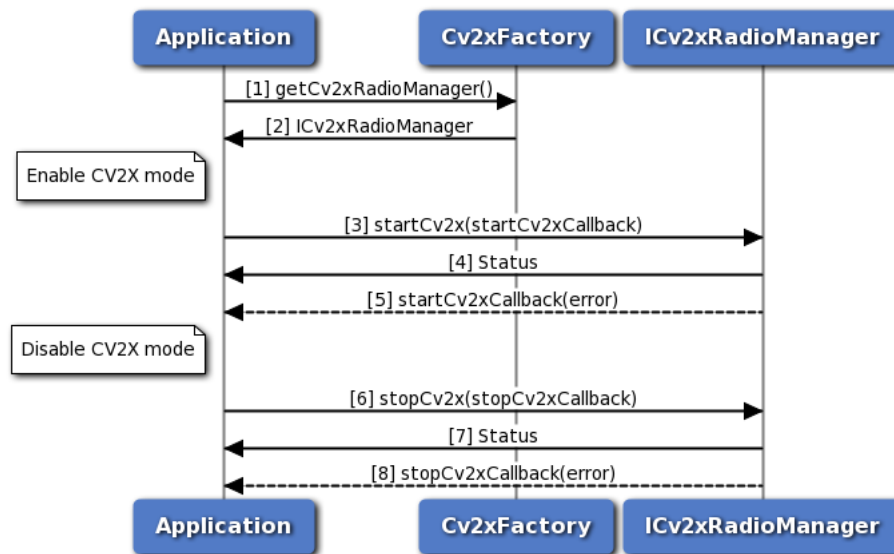 Application Cv2xFactory ICv2xRadioManager
[1] getCv2xRadioManager()
[2] ICv2xRadioManager
Enable CV2X mode
[3] startCv2x(startCv2xCallback)
[4] Status
[5] startCv2xCallback(error)
Disable CV2X mode
[6] stopCv2x(stopCv2xCallback)
[7] Status
[8] stopCv2xCallback(error)
Application Cv2xFactory ICv2xRadioManager